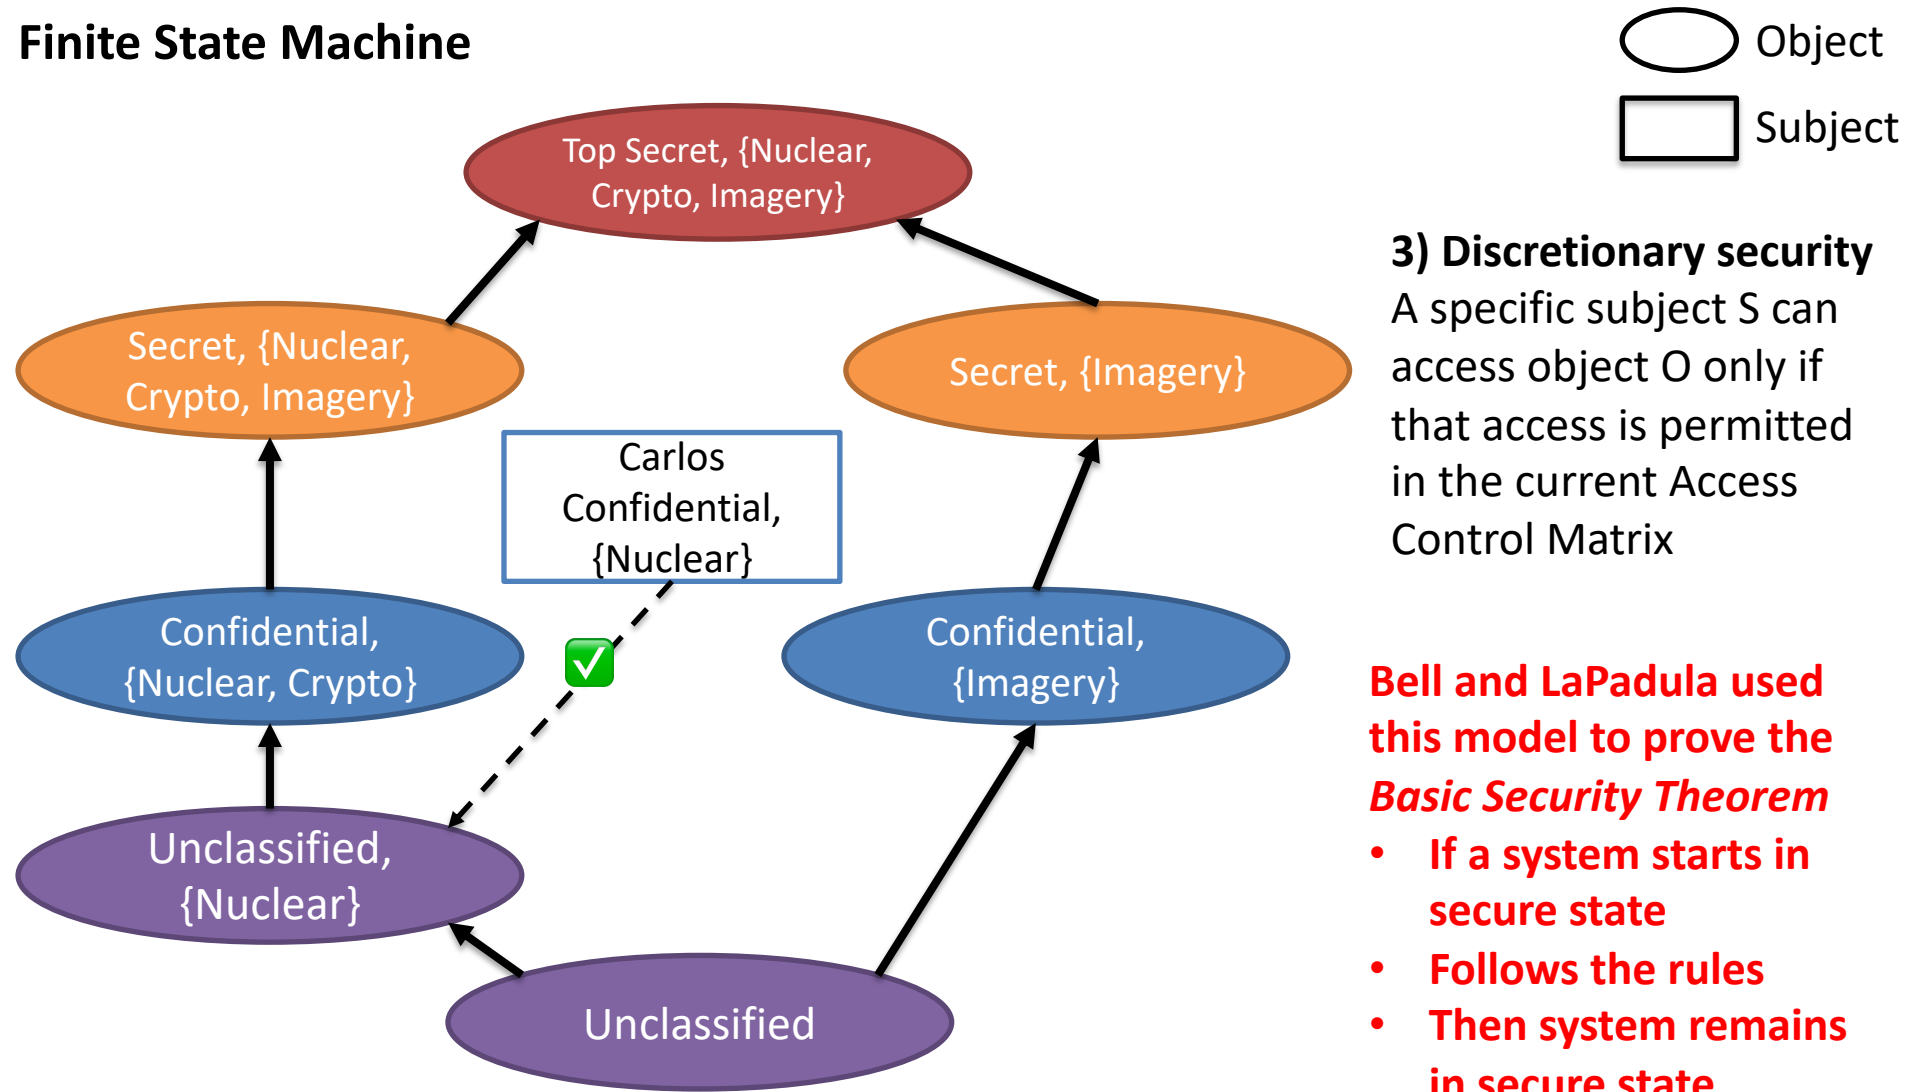 Finite State Machine
Object
Subject
Top Secret, {Nuclear,
Crypto, Imagery}
Secret, {Nuclear,
Crypto, Imagery}
Secret, {Imagery}
Carlos
Confidential,
{Nuclear}
Confidential,
{Nuclear, Crypto}
Confidential,
{Imagery}
Unclassified,
{Nuclear}
Unclassified
3) Discretionary security
A specific subject S can
access object O only if
that access is permitted
in the current Access
Control Matrix
Bell and LaPadula used
this model to prove the
Basic Security Theorem
• If a system starts in
secure state
• Follows the rules
• Then system remains
in secure state